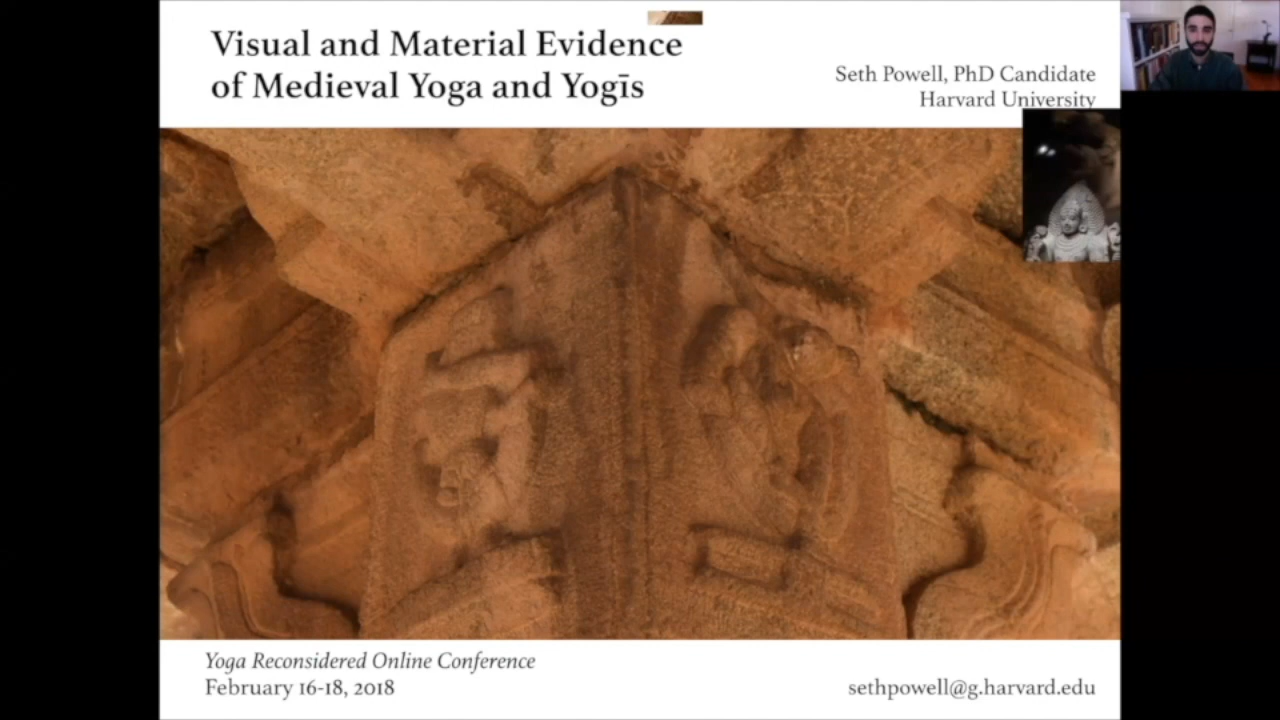 Visual and Material Evidence
of Medieval Yoga and Yogīs
Seth Powell, PhD Candidate
Harvard University
Yoga Reconsidered Online Conference
February 16-18, 2018
sethpowell@g.harvard.edu